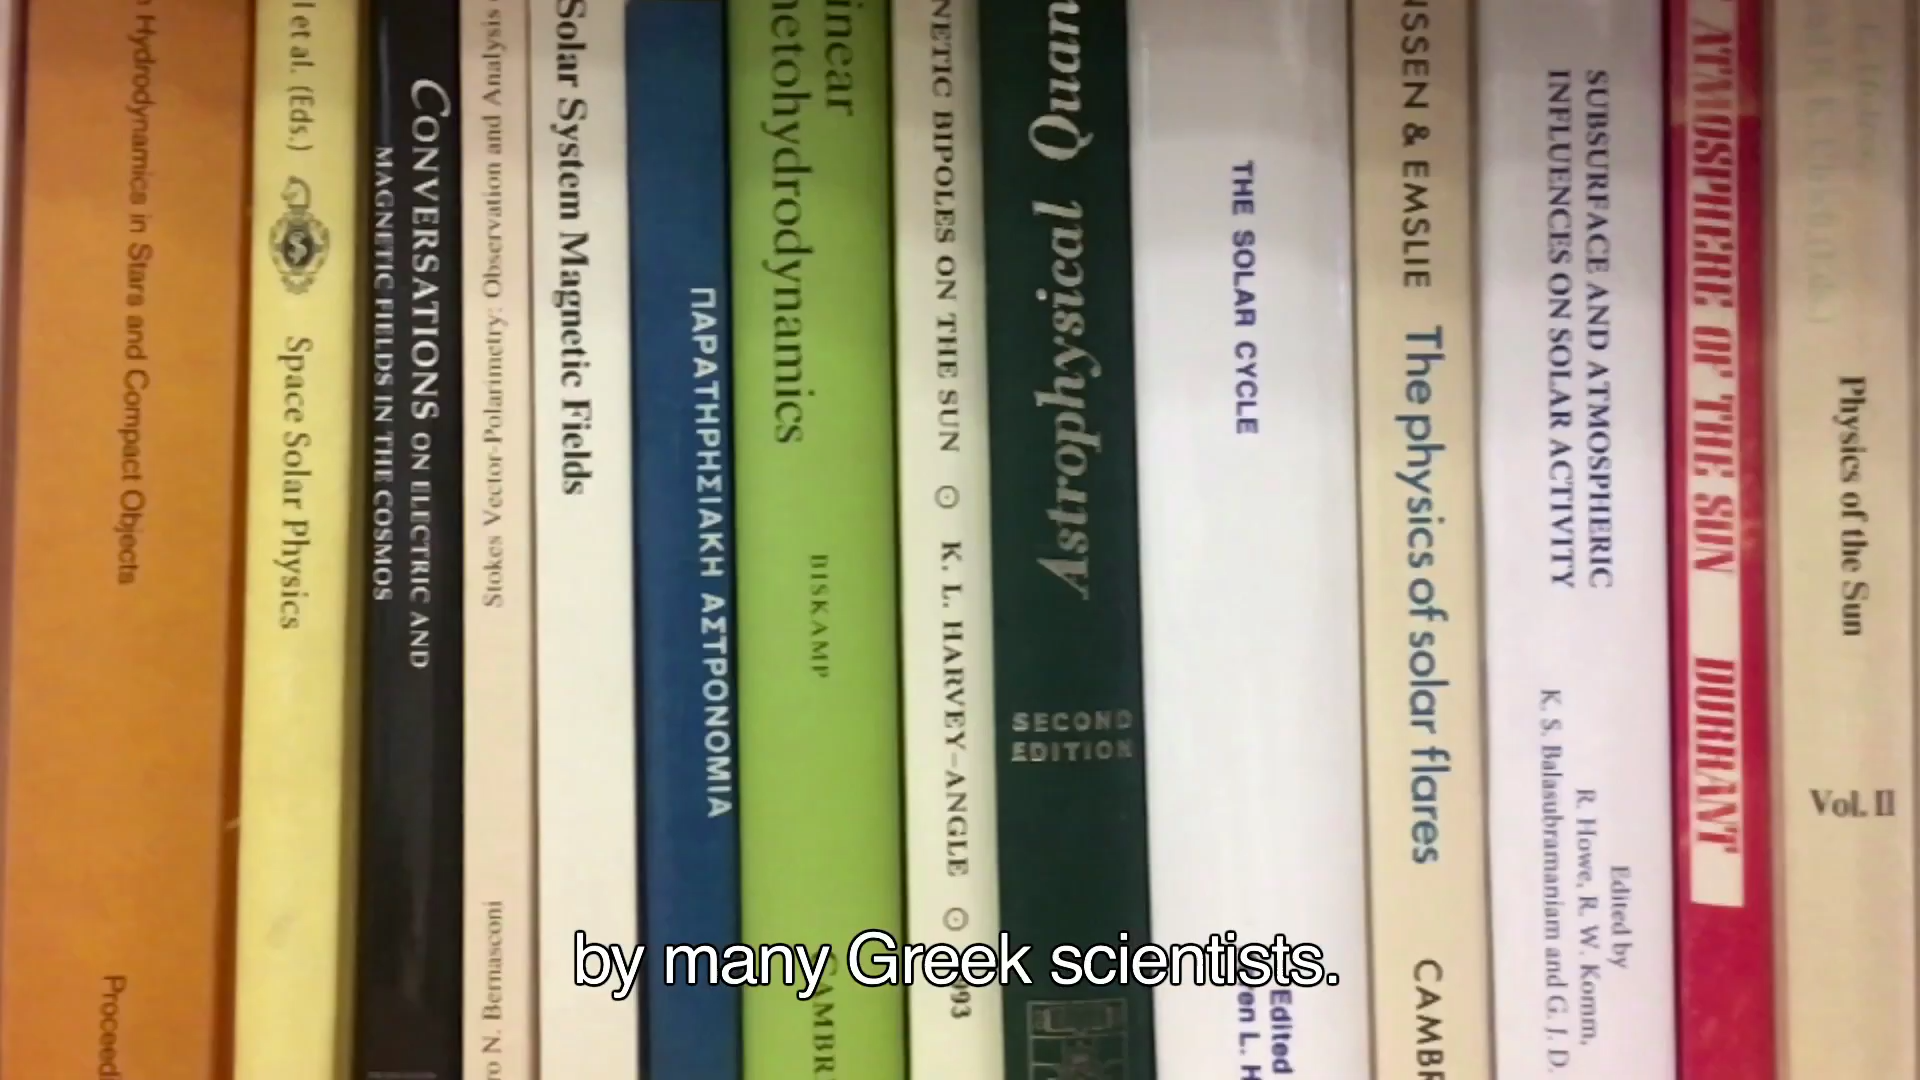 Hydrodynamics in Stars and Compact Objects
Proceed
l et al. (Eds.)
Space Solar Physics
CONVERSATIONS ON ELECTRIC AND
MAGNETIC FIELDS IN THE COSMOS
Stokes Vector-Polarimetry: Observation and Analysis
N. Bernasconi
Solar System Magnetic Fields
ΠΑΡΑΤΗΡΗΣΙΑΚΗ ΑΣΤΡΟΝΟΜΙΑ
inear
netohydrodynamics
BISKAMP
CAMBR
NETIC BIPOLES ON THE SUN
K. L. HARVEY–ANGLE
993
Astrophysical Quan
SECOND
EDITION
THE SOLAR CYCLE
Edited
en L. H
NSSEN & EMSLIE
The physics of solar flares
CAMBR
SUBSURFACE AND ATMOSPHERIC
INFLUENCES ON SOLAR ACTIVITY
Edited by
R. Howe, R. W. Komm,
K. S. Balasubramaniam and G. J. D.
ATMOSPHERE OF THE SUN
DURRANT
Physics of the Sun
Vol. II
by many Greek scientists.